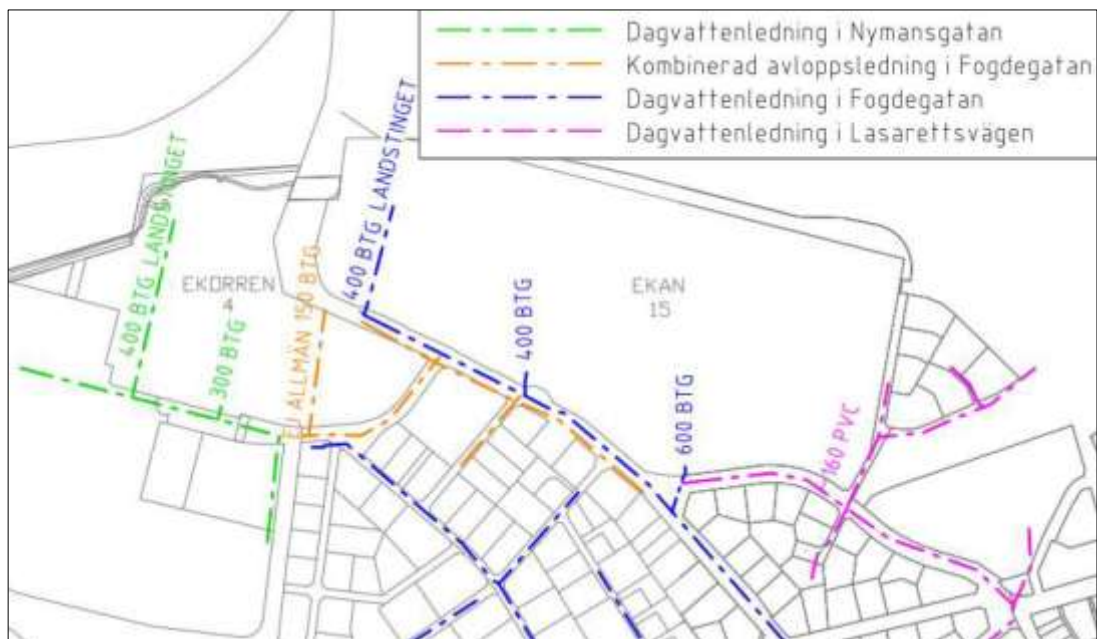 Dagvattenledning i Nymansgatan
Kombinerad avloppsledning i Fogdegatan
Dagvattenledning i Fogdegatan
Dagvattenledning i Lasarettsvägen
400 BTG LANDSTINGET
EKORREN
4
300 BTG
EJ ALLMÄN 150 BTG
400 BTG LANDSTINGET
400 BTG
EKAN
15
600 BTG
160 PVC